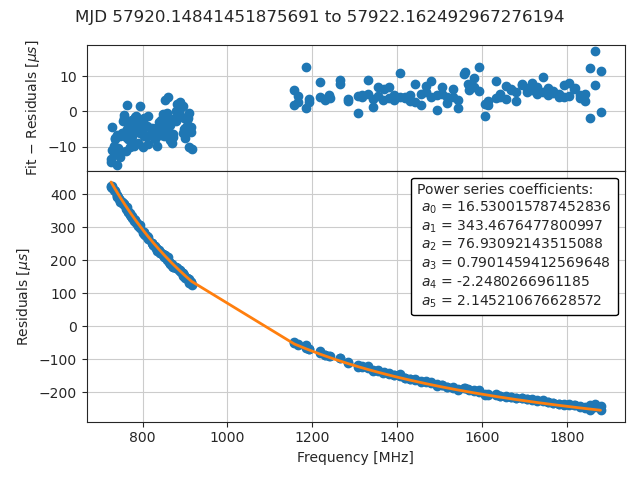 MJD 57920.14841451875691 to 57922.162492967276194
Fit − Residuals [μs]
10
0
−10
Residuals [μs]
400
300
200
100
0
−100
−200
Power series coefficients:
a₀ = 16.530015787452836
a₁ = 343.4676477800997
a₂ = 76.93092143515088
a₃ = 0.7901459412569648
a₄ = -2.2480266961185
a₅ = 2.145210676628572
800
1000
1200
1400
1600
1800
Frequency [MHz]